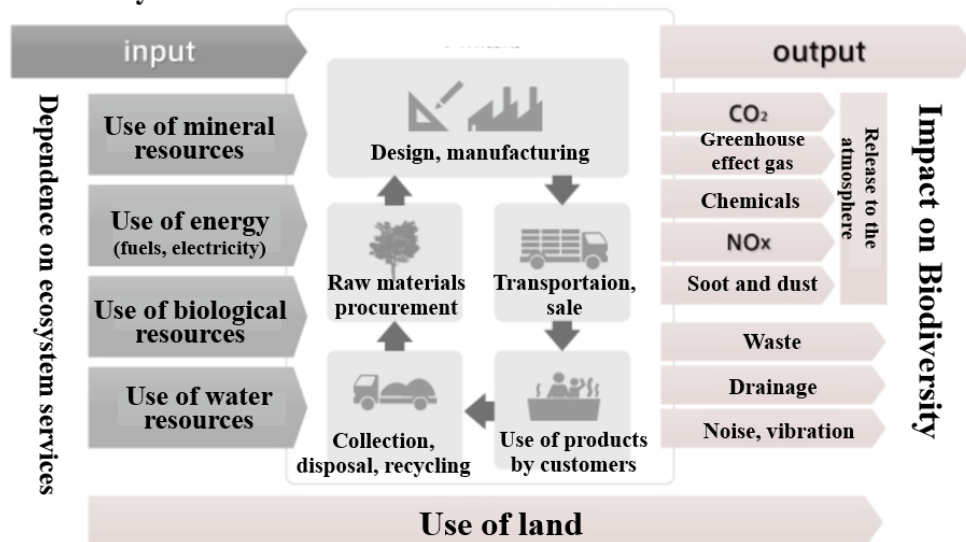 input
output
Dependence on ecosystem services
Use of mineral
resources
Use of energy
(fuels, electricity)
Use of biological
resources
Use of water
resources
Design, manufacturing
Raw materials
procurement
Transportaion,
sale
Collection,
disposal, recycling
Use of products
by customers
CO₂
Greenhouse
effect gas
Chemicals
NOx
Soot and dust
Release to the
atmosphere
Waste
Drainage
Noise, vibration
Impact on Biodiversity
Use of land